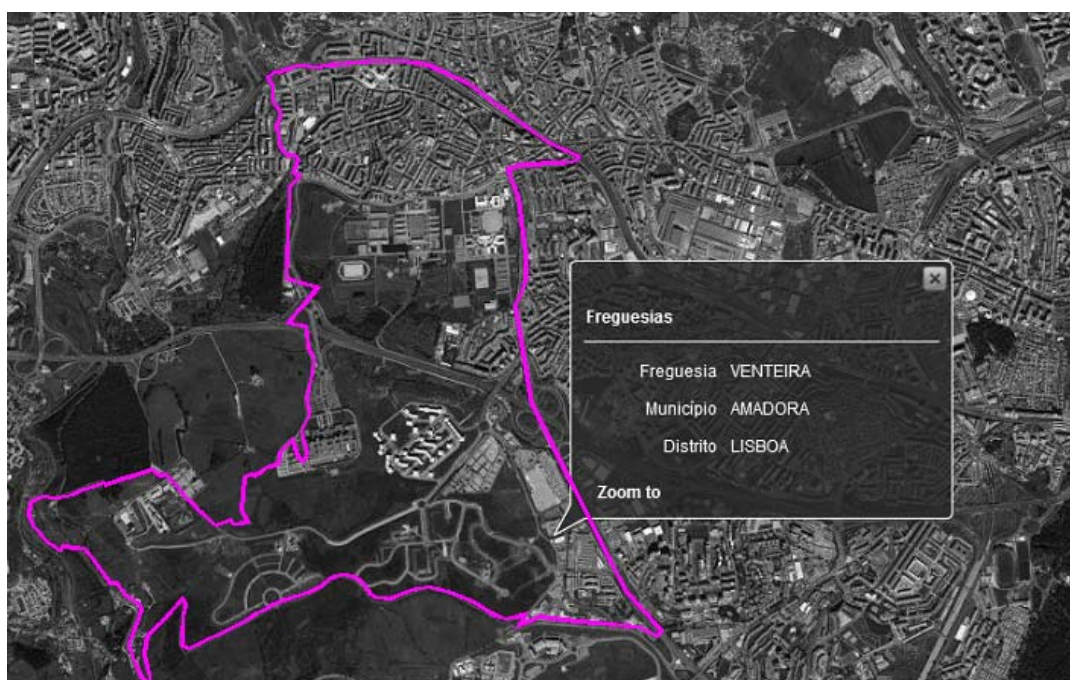 Freguesias
Freguesia VENTEIRA
Município AMADORA
Distrito LISBOA
Zoom to